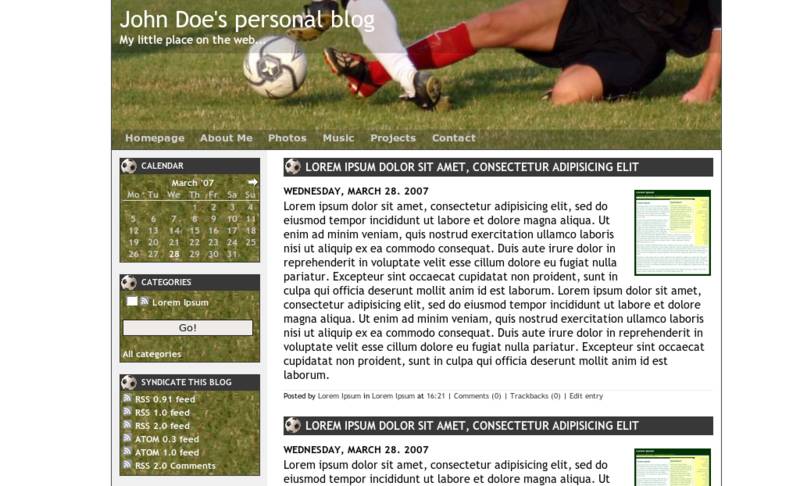 John Doe's personal blog
My little place on the web...
Homepage About Me Photos Music Projects Contact
CALENDAR
March '07
Mo Tu We Th Fr Sa Su
1 2 3 4
5 6 7 8 9 10 11
12 13 14 15 16 17 18
19 20 21 22 23 24 25
26 27 28 29 30 31
CATEGORIES
Lorem Ipsum
Go!
All categories
SYNDICATE THIS BLOG
RSS 0.91 feed
RSS 1.0 feed
RSS 2.0 feed
ATOM 0.3 feed
ATOM 1.0 feed
RSS 2.0 Comments
LOREM IPSUM DOLOR SIT AMET, CONSECTETUR ADIPISICING ELIT
WEDNESDAY, MARCH 28. 2007
Lorem ipsum dolor sit amet, consectetur adipisicing elit, sed do
eiusmod tempor incididunt ut labore et dolore magna aliqua. Ut
enim ad minim veniam, quis nostrud exercitation ullamco laboris
nisi ut aliquip ex ea commodo consequat. Duis aute irure dolor in
reprehenderit in voluptate velit esse cillum dolore eu fugiat nulla
pariatur. Excepteur sint occaecat cupidatat non proident, sunt in
culpa qui officia deserunt mollit anim id est laborum. Lorem ipsum dolor sit amet,
consectetur adipisicing elit, sed do eiusmod tempor incididunt ut labore et dolore
magna aliqua. Ut enim ad minim veniam, quis nostrud exercitation ullamco laboris
nisi ut aliquip ex ea commodo consequat. Duis aute irure dolor in reprehenderit in
voluptate velit esse cillum dolore eu fugiat nulla pariatur. Excepteur sint occaecat
cupidatat non proident, sunt in culpa qui officia deserunt mollit anim id est
laborum.
Posted by Lorem Ipsum in Lorem Ipsum at 16:21 | Comments (0) | Trackbacks (0) | Edit entry
LOREM IPSUM DOLOR SIT AMET, CONSECTETUR ADIPISICING ELIT
WEDNESDAY, MARCH 28. 2007
Lorem ipsum dolor sit amet, consectetur adipisicing elit, sed do
eiusmod tempor incididunt ut labore et dolore magna aliqua. Ut